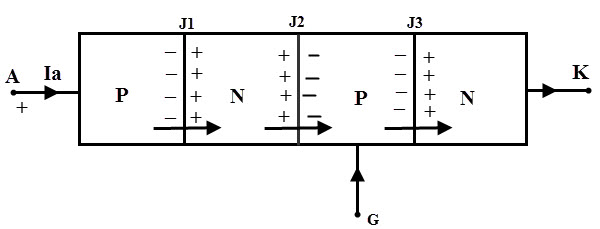 J1 J2 J3
A Ia K
− + + − − +
− + + − − +
+ P − + N + − P − + N
− + + − − +
G